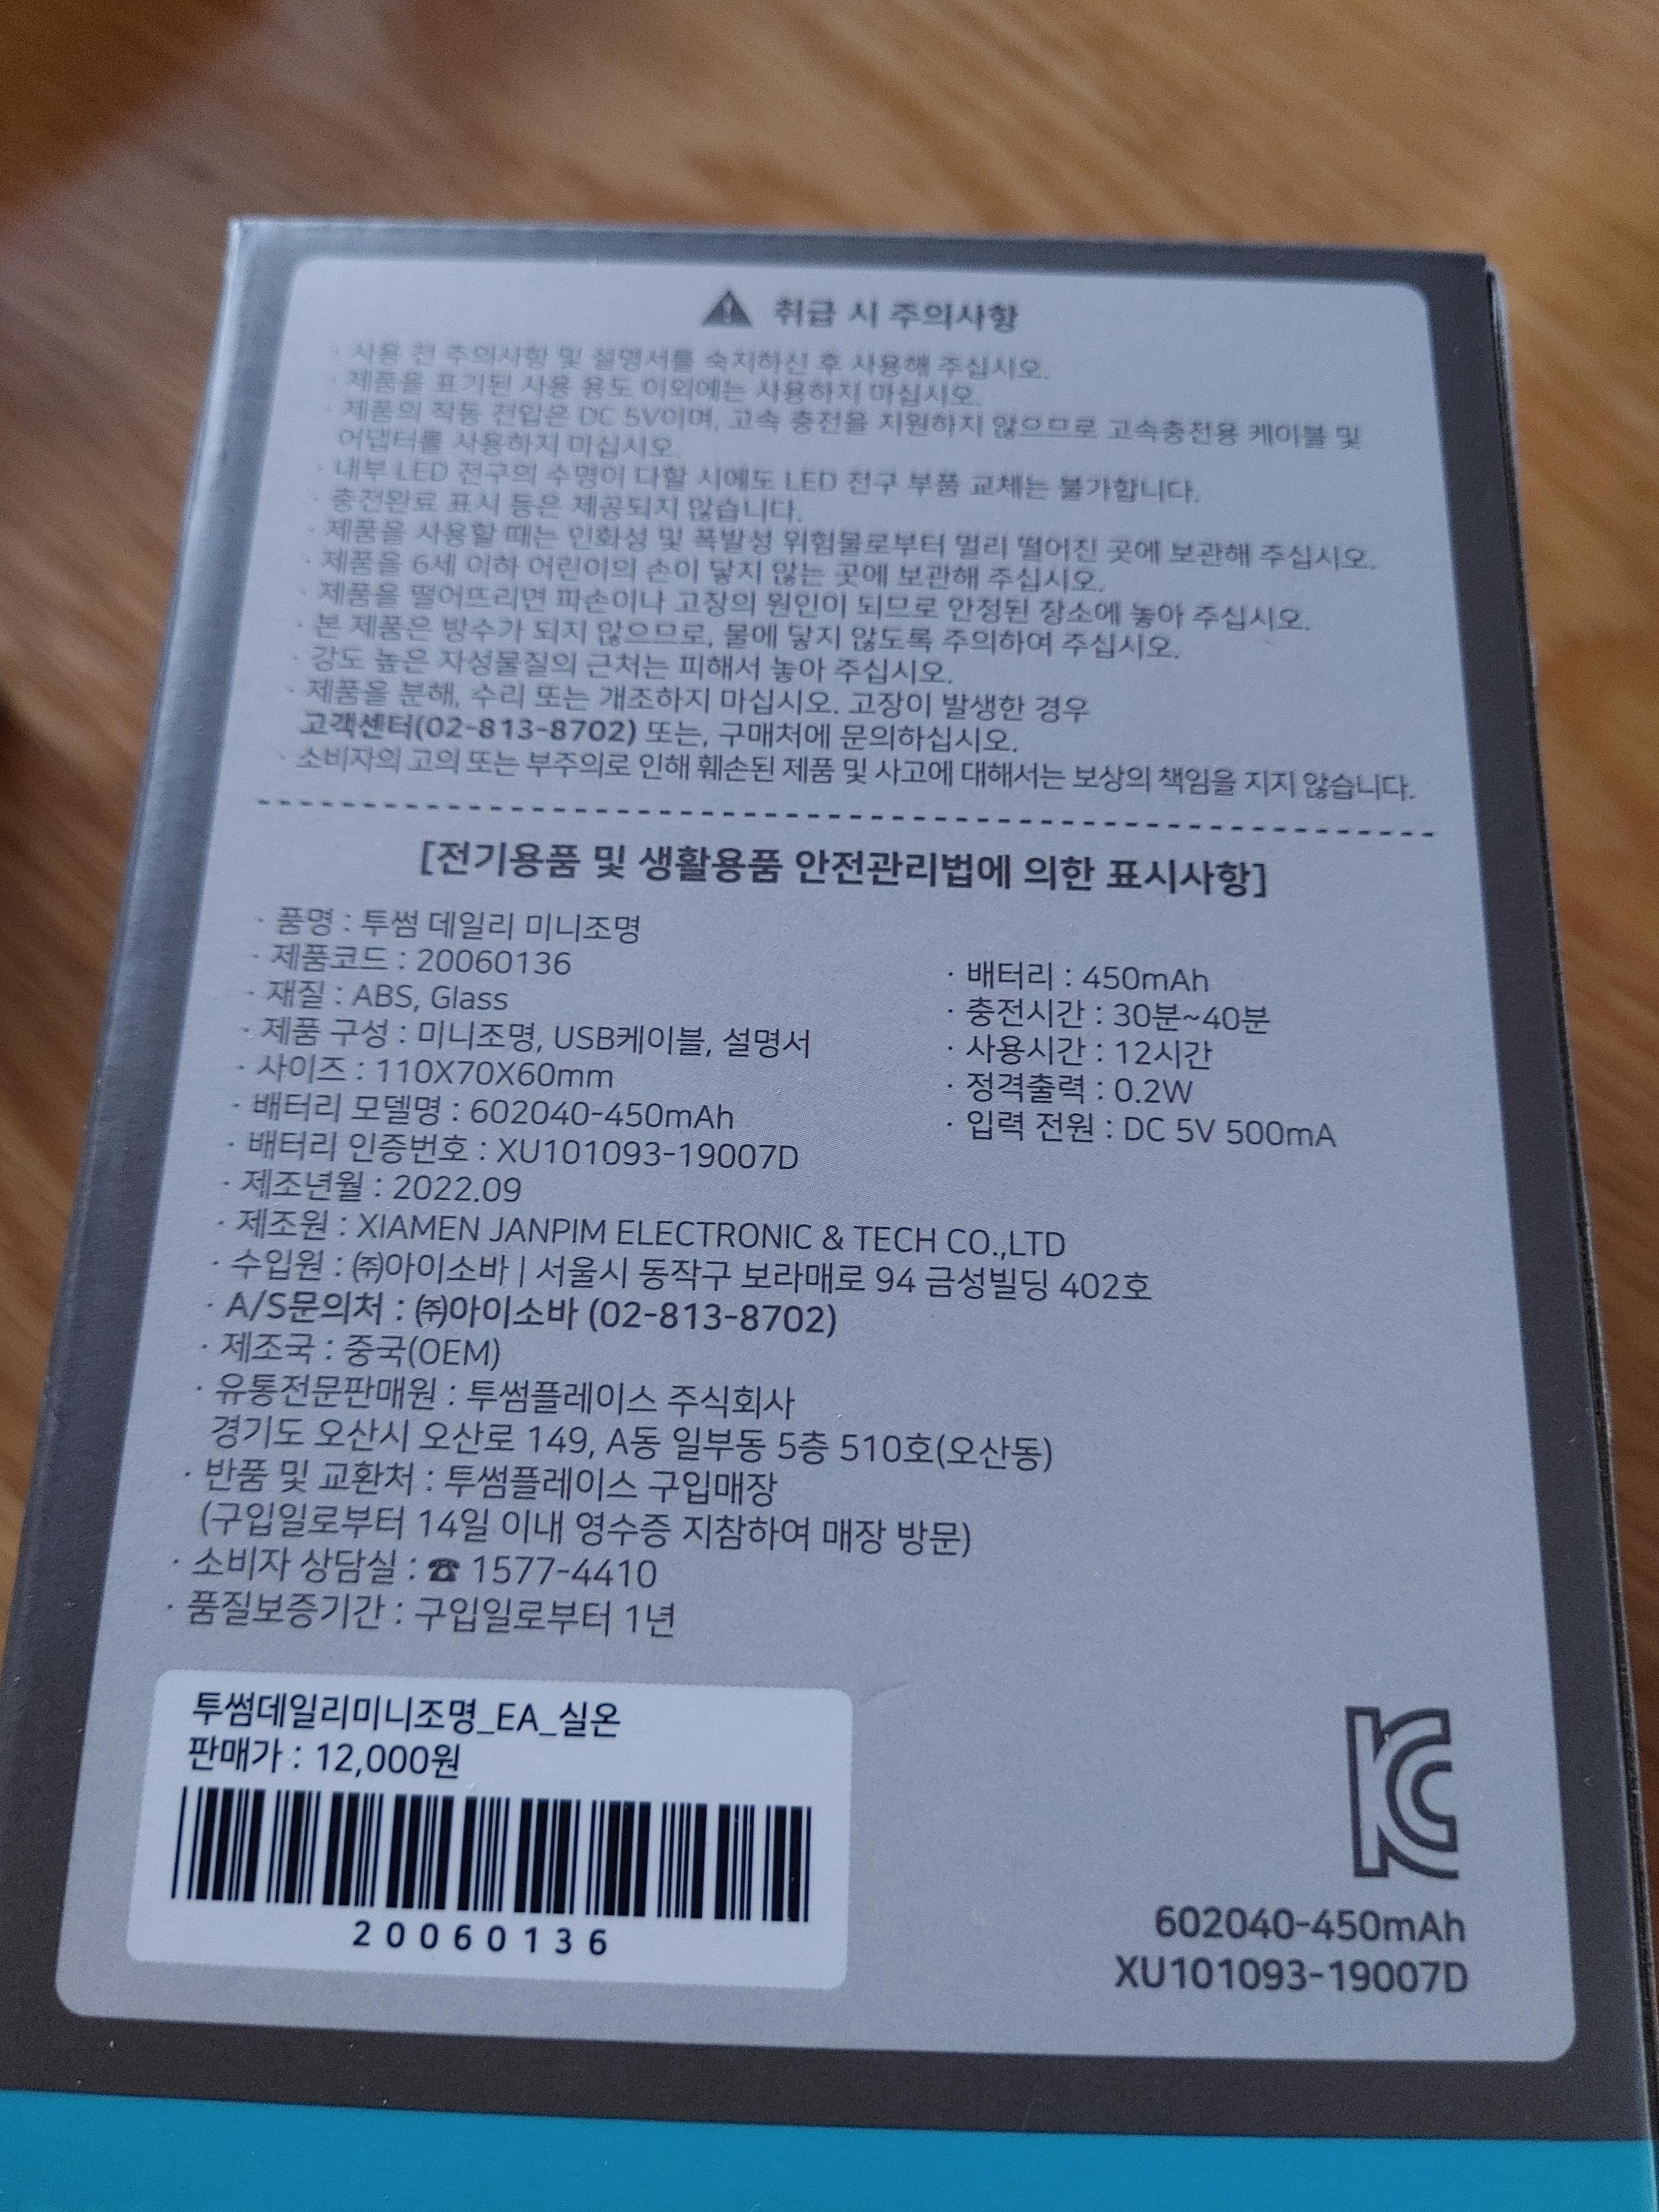 취급 시 주의사항
· 사용 전 주의사항 및 설명서를 숙지하신 후 사용해 주십시오.
· 제품을 표기된 사용 용도 이외에는 사용하지 마십시오.
· 제품의 작동 전압은 DC 5V이며, 고속 충전을 지원하지 않으므로 고속충전용 케이블 및
어댑터를 사용하지 마십시오.
· 내부 LED 전구의 수명이 다할 시에도 LED 전구 부품 교체는 불가합니다.
· 충전완료 표시 등은 제공되지 않습니다.
· 제품을 사용할 때는 인화성 및 폭발성 위험물로부터 멀리 떨어진 곳에 보관해 주십시오.
· 제품을 6세 이하 어린이의 손이 닿지 않는 곳에 보관해 주십시오.
· 제품을 떨어뜨리면 파손이나 고장의 원인이 되므로 안정된 장소에 놓아 주십시오.
· 본 제품은 방수가 되지 않으므로, 물에 닿지 않도록 주의하여 주십시오.
· 강도 높은 자성물질의 근처는 피해서 놓아 주십시오.
· 제품을 분해, 수리 또는 개조하지 마십시오. 고장이 발생한 경우
고객센터(02-813-8702) 또는, 구매처에 문의하십시오.
· 소비자의 고의 또는 부주의로 인해 훼손된 제품 및 사고에 대해서는 보상의 책임을 지지 않습니다.
[전기용품 및 생활용품 안전관리법에 의한 표시사항]
· 품명 : 투썸 데일리 미니조명
· 제품코드 : 20060136
· 재질 : ABS, Glass
· 제품 구성 : 미니조명, USB케이블, 설명서
· 사이즈 : 110X70X60mm
· 배터리 모델명 : 602040-450mAh
· 배터리 인증번호 : XU101093-19007D
· 제조년월 : 2022.09
· 배터리 : 450mAh
· 충전시간 : 30분~40분
· 사용시간 : 12시간
· 정격출력 : 0.2W
· 입력 전원 : DC 5V 500mA
· 제조원 : XIAMEN JANPIM ELECTRONIC & TECH CO.,LTD
· 수입원 : ㈜아이소바 | 서울시 동작구 보라매로 94 금성빌딩 402호
· A/S문의처 : ㈜아이소바 (02-813-8702)
· 제조국 : 중국(OEM)
· 유통전문판매원 : 투썸플레이스 주식회사
경기도 오산시 오산로 149, A동 일부동 5층 510호(오산동)
· 반품 및 교환처 : 투썸플레이스 구입매장
(구입일로부터 14일 이내 영수증 지참하여 매장 방문)
· 소비자 상담실 : ☎ 1577-4410
· 품질보증기간 : 구입일로부터 1년
투썸데일리미니조명_EA_실온
판매가 : 12,000원
20060136
KC
602040-450mAh
XU101093-19007D